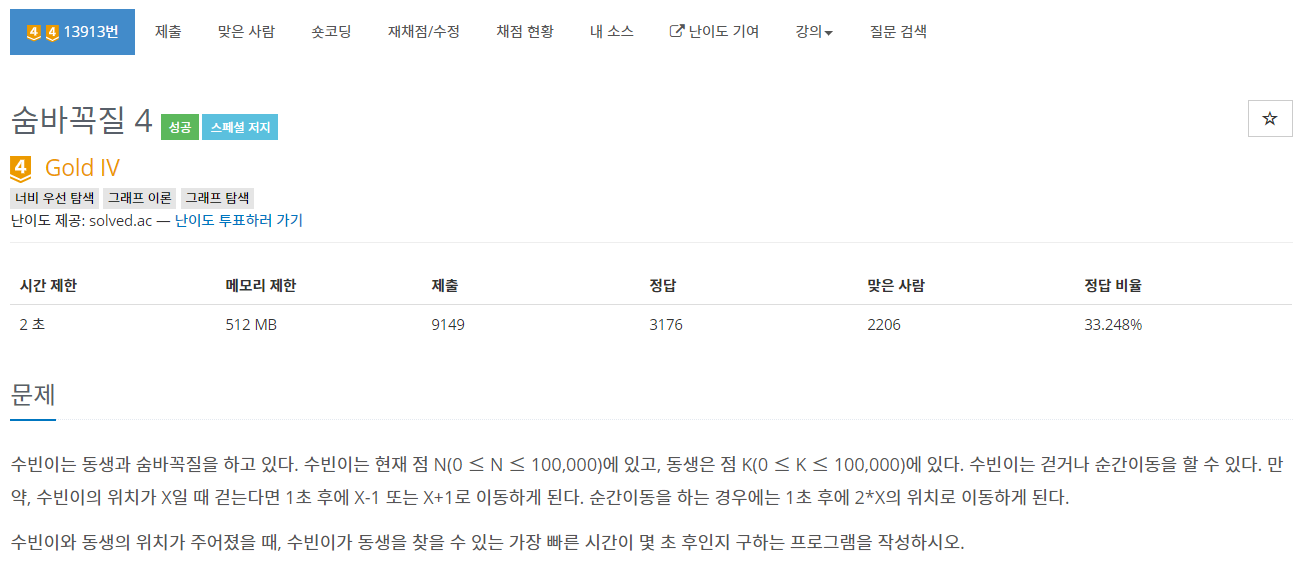 4 4 13913번 제출 맞은 사람 숏코딩 재채점/수정 채점 현황 내 소스 난이도 기여 강의 질문 검색
숨바꼭질 4 성공 스페셜 저지
4 Gold IV
너비 우선 탐색 그래프 이론 그래프 탐색
난이도 제공: solved.ac — 난이도 투표하러 가기
시간 제한 메모리 제한 제출 정답 맞은 사람 정답 비율
2 초 512 MB 9149 3176 2206 33.248%
문제
수빈이는 동생과 숨바꼭질을 하고 있다. 수빈이는 현재 점 N(0 ≤ N ≤ 100,000)에 있고, 동생은 점 K(0 ≤ K ≤ 100,000)에 있다. 수빈이는 걷거나 순간이동을 할 수 있다. 만
약, 수빈이의 위치가 X일 때 걷는다면 1초 후에 X-1 또는 X+1로 이동하게 된다. 순간이동을 하는 경우에는 1초 후에 2*X의 위치로 이동하게 된다.
수빈이와 동생의 위치가 주어졌을 때, 수빈이가 동생을 찾을 수 있는 가장 빠른 시간이 몇 초 후인지 구하는 프로그램을 작성하시오.